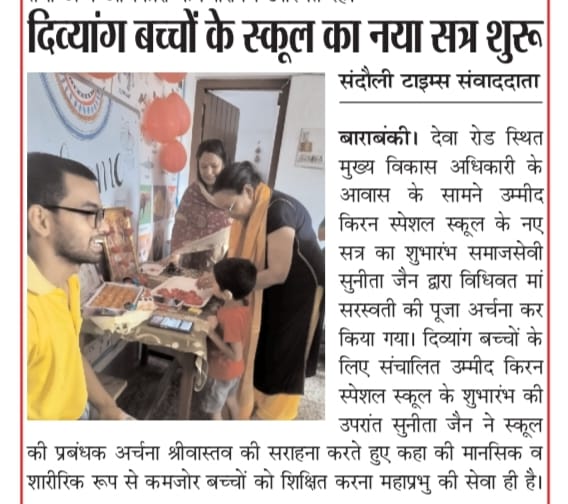 दिव्यांग बच्चों के स्कूल का नया सत्र शुरू
संदौली टाइम्स संवाददाता
बाराबंकी। देवा रोड स्थित
मुख्य विकास अधिकारी के
आवास के सामने उम्मीद
किरन स्पेशल स्कूल के नए
सत्र का शुभारंभ समाजसेवी
सुनीता जैन द्वारा विधिवत मां
सरस्वती की पूजा अर्चना कर
किया गया। दिव्यांग बच्चों के
लिए संचालित उम्मीद किरन
स्पेशल स्कूल के शुभारंभ की
उपरांत सुनीता जैन ने स्कूल
की प्रबंधक अर्चना श्रीवास्तव की सराहना करते हुए कहा की मानसिक व
शारीरिक रूप से कमजोर बच्चों को शिक्षित करना महाप्रभु की सेवा ही है।